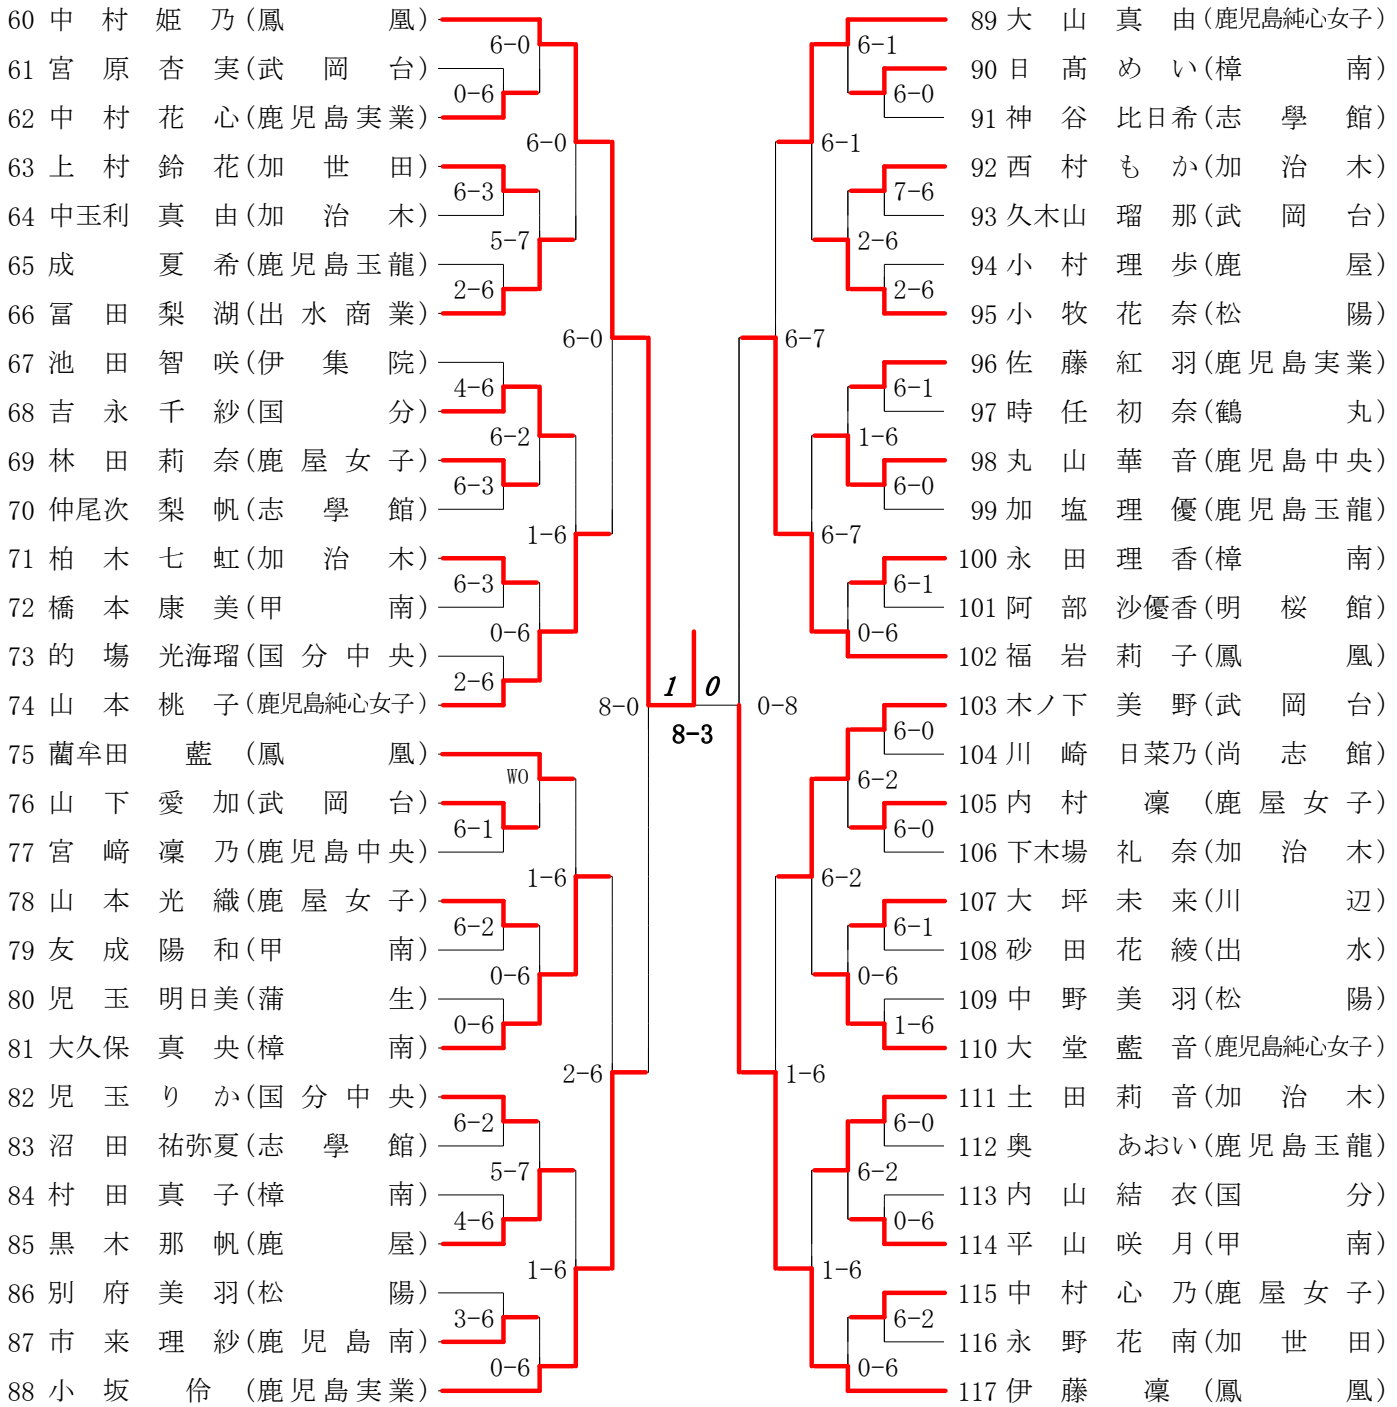 60 中村姫乃(鳳凰)
6-0
61 宮原杏実(武岡台)
0-6
62 中村花心(鹿児島実業)
6-0
63 上村鈴花(加世田)
6-3
64 中玉利真由(加治木)
5-7
65 成夏希(鹿児島玉龍)
2-6
66 冨田梨湖(出水商業)
6-0
67 池田智咲(伊集院)
4-6
68 吉永千紗(国分)
6-2
69 林田莉奈(鹿屋女子)
6-3
70 仲尾次梨帆(志學館)
1-6
71 柏木七虹(加治木)
6-3
72 橋本康美(甲南)
0-6
73 的場光海瑠(国分中央)
2-6
74 山本桃子(鹿児島純心女子)
8-0
75 藺牟田藍(鳳凰)
WO
76 山下愛加(武岡台)
6-1
77 宮﨑凜乃(鹿児島中央)
1-6
78 山本光織(鹿屋女子)
6-2
79 友成陽和(甲南)
0-6
80 児玉明日美(蒲生)
0-6
81 大久保真央(樟南)
2-6
82 児玉りか(国分中央)
6-2
83 沼田祐弥夏(志學館)
5-7
84 村田真子(樟南)
4-6
85 黒木那帆(鹿屋)
1-6
86 別府美羽(松陽)
3-6
87 市来理紗(鹿児島南)
0-6
88 小坂伶(鹿児島実業)
1 0
8-3
89 大山真由(鹿児島純心女子)
6-1
90 日髙めい(樟南)
6-0
91 神谷比日希(志學館)
6-1
92 西村もか(加治木)
7-6
93 久木山瑠那(武岡台)
2-6
94 小村理歩(鹿屋)
2-6
95 小牧花奈(松陽)
6-7
96 佐藤紅羽(鹿児島実業)
6-1
97 時任初奈(鶴丸)
1-6
98 丸山華音(鹿児島中央)
6-0
99 加塩理優(鹿児島玉龍)
6-7
100 永田理香(樟南)
6-1
101 阿部沙優香(明桜館)
0-6
102 福岩莉子(鳳凰)
0-8
103 木ノ下美野(武岡台)
6-0
104 川崎日菜乃(尚志館)
6-2
105 内村凜(鹿屋女子)
6-0
106 下木場礼奈(加治木)
6-2
107 大坪未来(川辺)
6-1
108 砂田花綾(出水)
0-6
109 中野美羽(松陽)
1-6
110 大堂藍音(鹿児島純心女子)
1-6
111 土田莉音(加治木)
6-0
112 奥あおい(鹿児島玉龍)
6-2
113 内山結衣(国分)
0-6
114 平山咲月(甲南)
1-6
115 中村心乃(鹿屋女子)
6-2
116 永野花南(加世田)
0-6
117 伊藤凜(鳳凰)